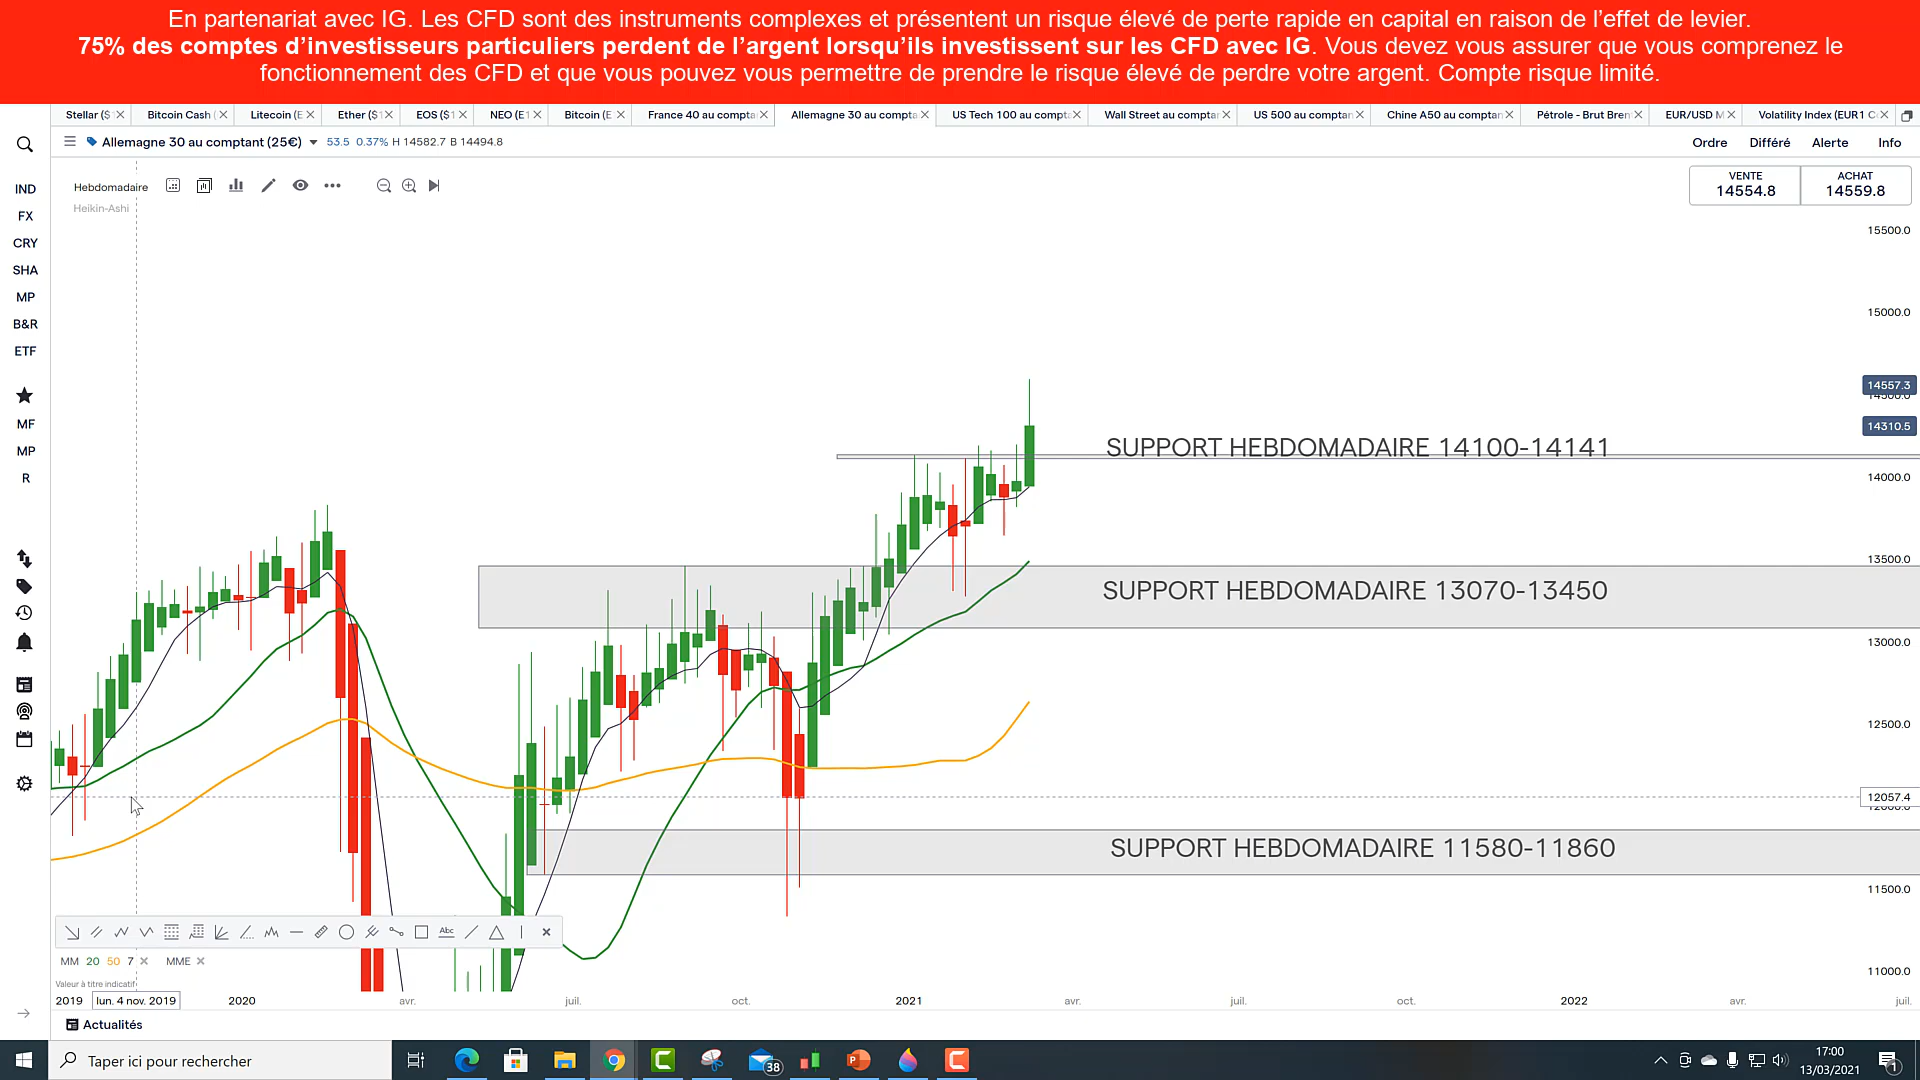 En partenariat avec IG. Les CFD sont des instruments complexes et présentent un risque élevé de perte rapide en capital en raison de l'effet de levier.
75% des comptes d'investisseurs particuliers perdent de l'argent lorsqu'ils investissent sur les CFD avec IG. Vous devez vous assurer que vous comprenez le
fonctionnement des CFD et que vous pouvez vous permettre de prendre le risque élevé de perdre votre argent. Compte risque limité.
Stellar ($ Bitcoin Cash ( Litecoin (E Ether ($1 EOS ($1 NEO (E1 Bitcoin (E France 40 au compta Allemagne 30 au compta US Tech 100 au compt Wall Street au comptar US 500 au comptan Chine A50 au comptan Pétrole - Brut Bren EUR/USD M Volatility Index (EUR1 C
Allemagne 30 au comptant (25€) 53.5 0.37% H 14582.7 B 14494.8
Ordre Différé Alerte Info
Hebdomadaire
Heikin-Ashi
VENTE ACHAT
14554.8 14559.8
IND
FX
CRY
SHA
MP
B&R
ETF
MF
MP
R
15500.0
15000.0
14557.3
14310.5
14000.0
13500.0
13000.0
12500.0
12057.4
11500.0
11000.0
SUPPORT HEBDOMADAIRE 14100-14141
SUPPORT HEBDOMADAIRE 13070-13450
SUPPORT HEBDOMADAIRE 11580-11860
Abc
MM 20 50 7 MME
Valeur à titre indicatif
2019 lun. 4 nov. 2019 2020 avr. juil. oct. 2021 avr. juil. oct. 2022 avr. juil.
Actualités
Taper ici pour rechercher
38
17:00
13/03/2021
1